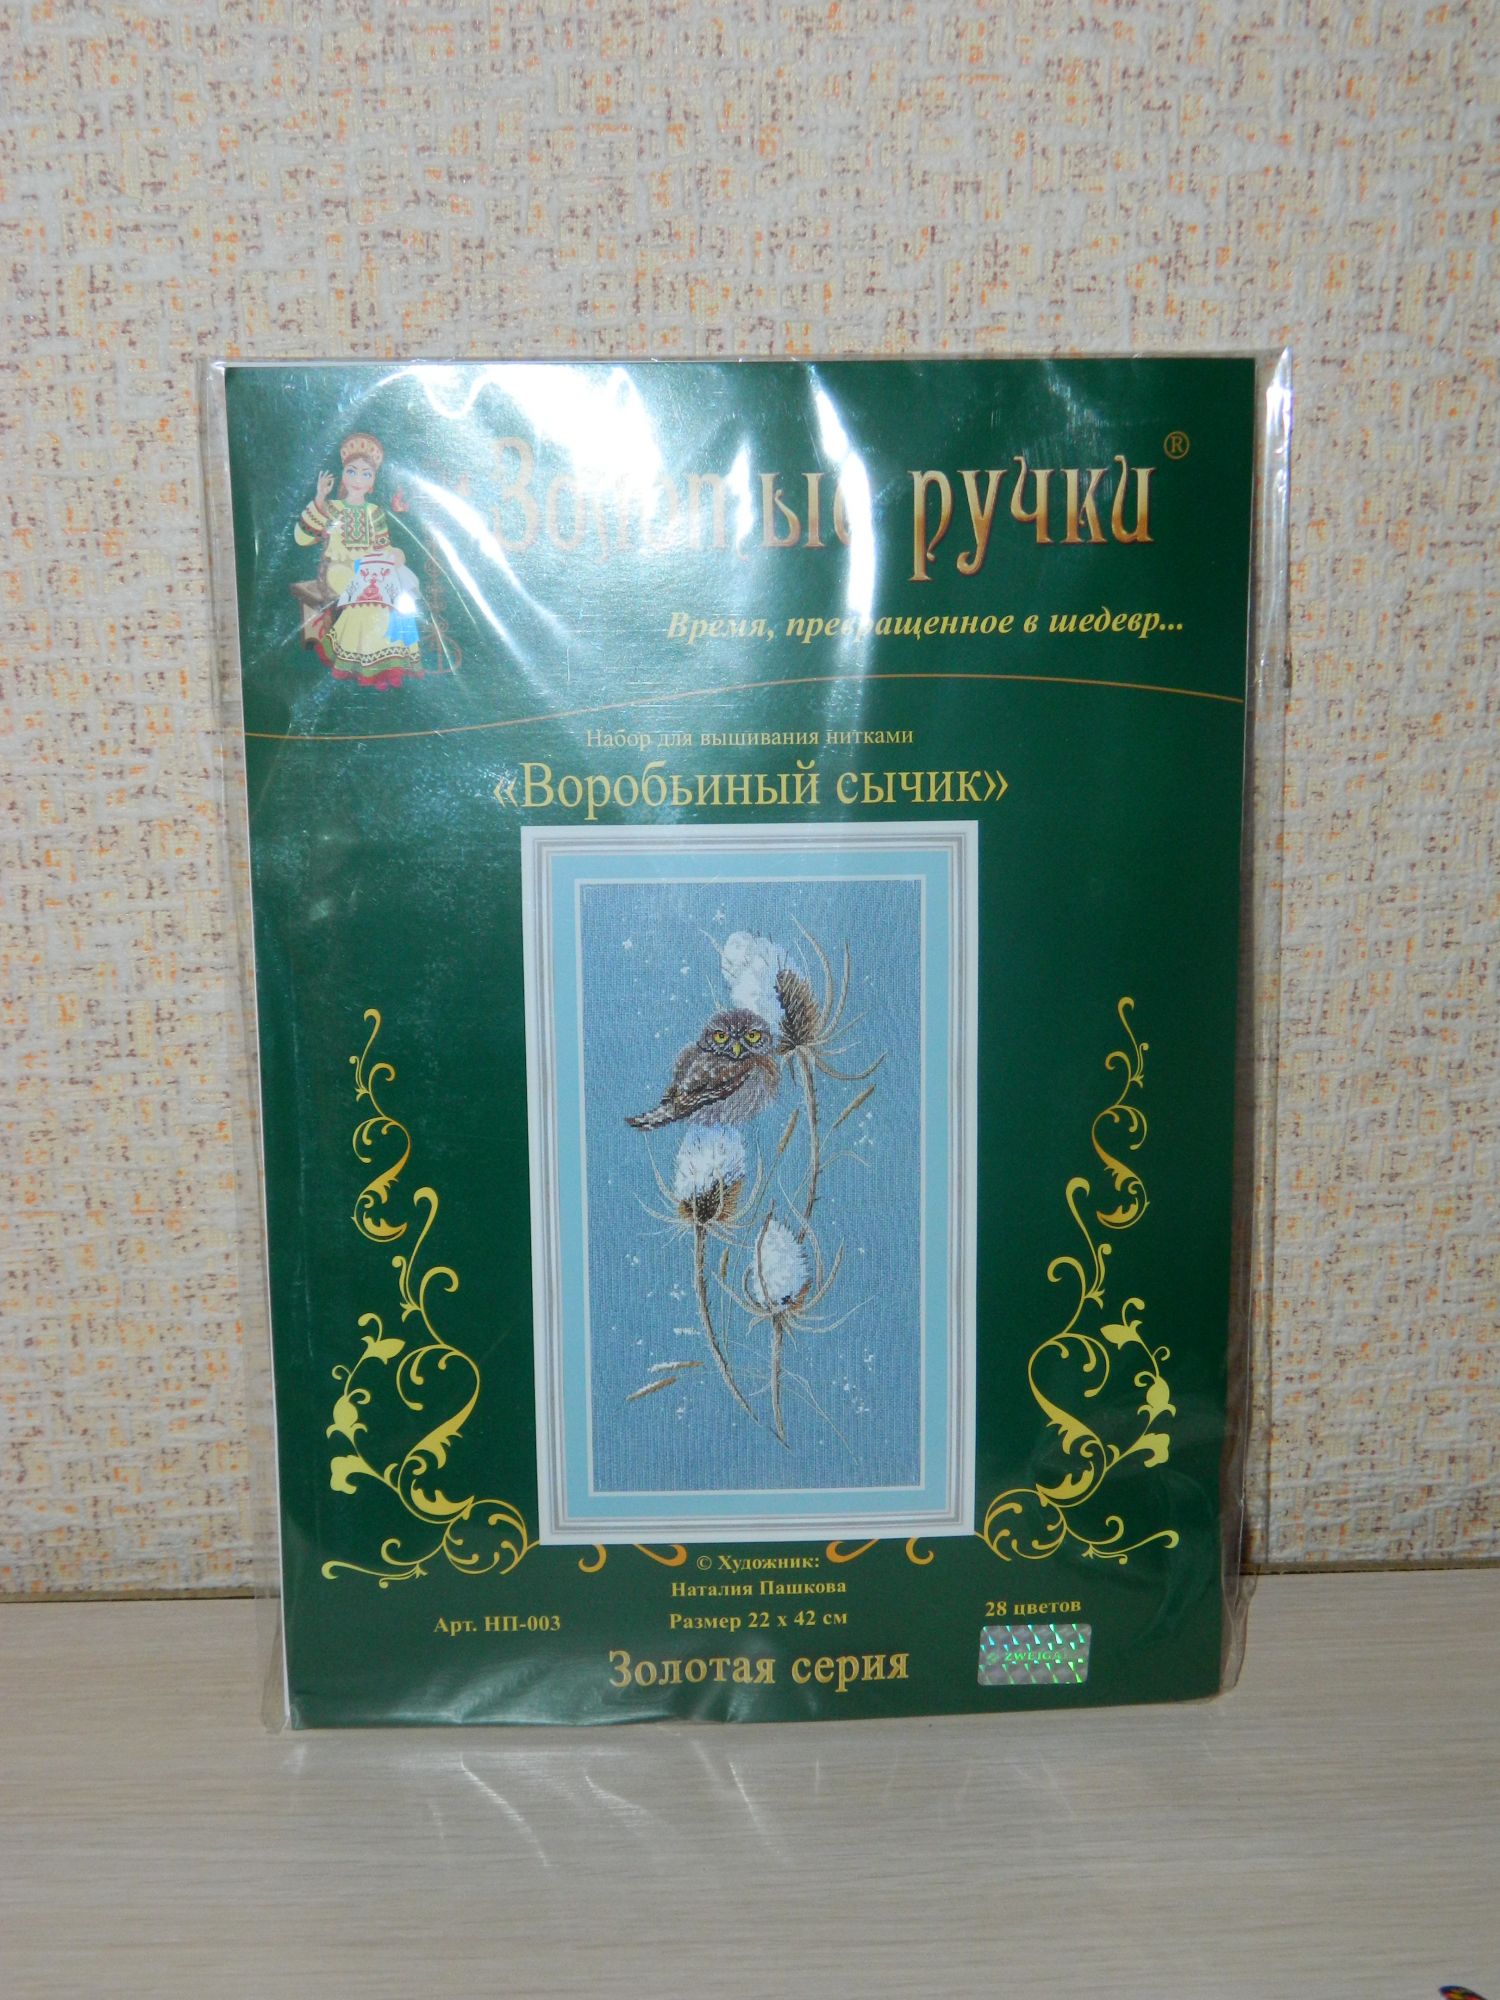 Золотые ручки®
Время, превращенное в шедевр...
Набор для вышивания нитками
«Воробьиный сычик»
© Художник:
Наталия Пашкова
Арт. НП-003 Размер 22 х 42 см 28 цветов
ZWEIGA
Золотая серия